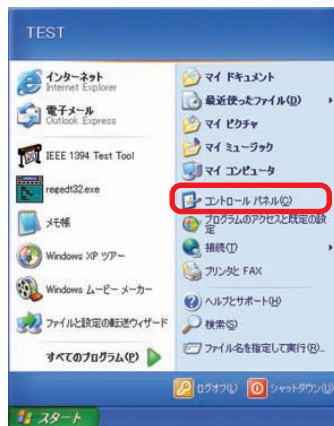 TEST
インターネット
Internet Explorer
電子メール
Outlook Express
IEEE 1394 Test Tool
regedt32.exe
メモ帳
Windows XP ツアー
Windows ムービー メーカー
ファイルと設定の転送ウィザード
すべてのプログラム(P)
マイ ドキュメント
最近使ったファイル(D)
マイ ピクチャ
マイ ミュージック
マイ コンピュータ
コントロール パネル(C)
プログラムのアクセスと既定の設
定
接続(T)
プリンタと FAX
ヘルプとサポート(H)
検索(S)
ファイル名を指定して実行(R)...
ログオフ(L)
シャットダウン(U)
スタート